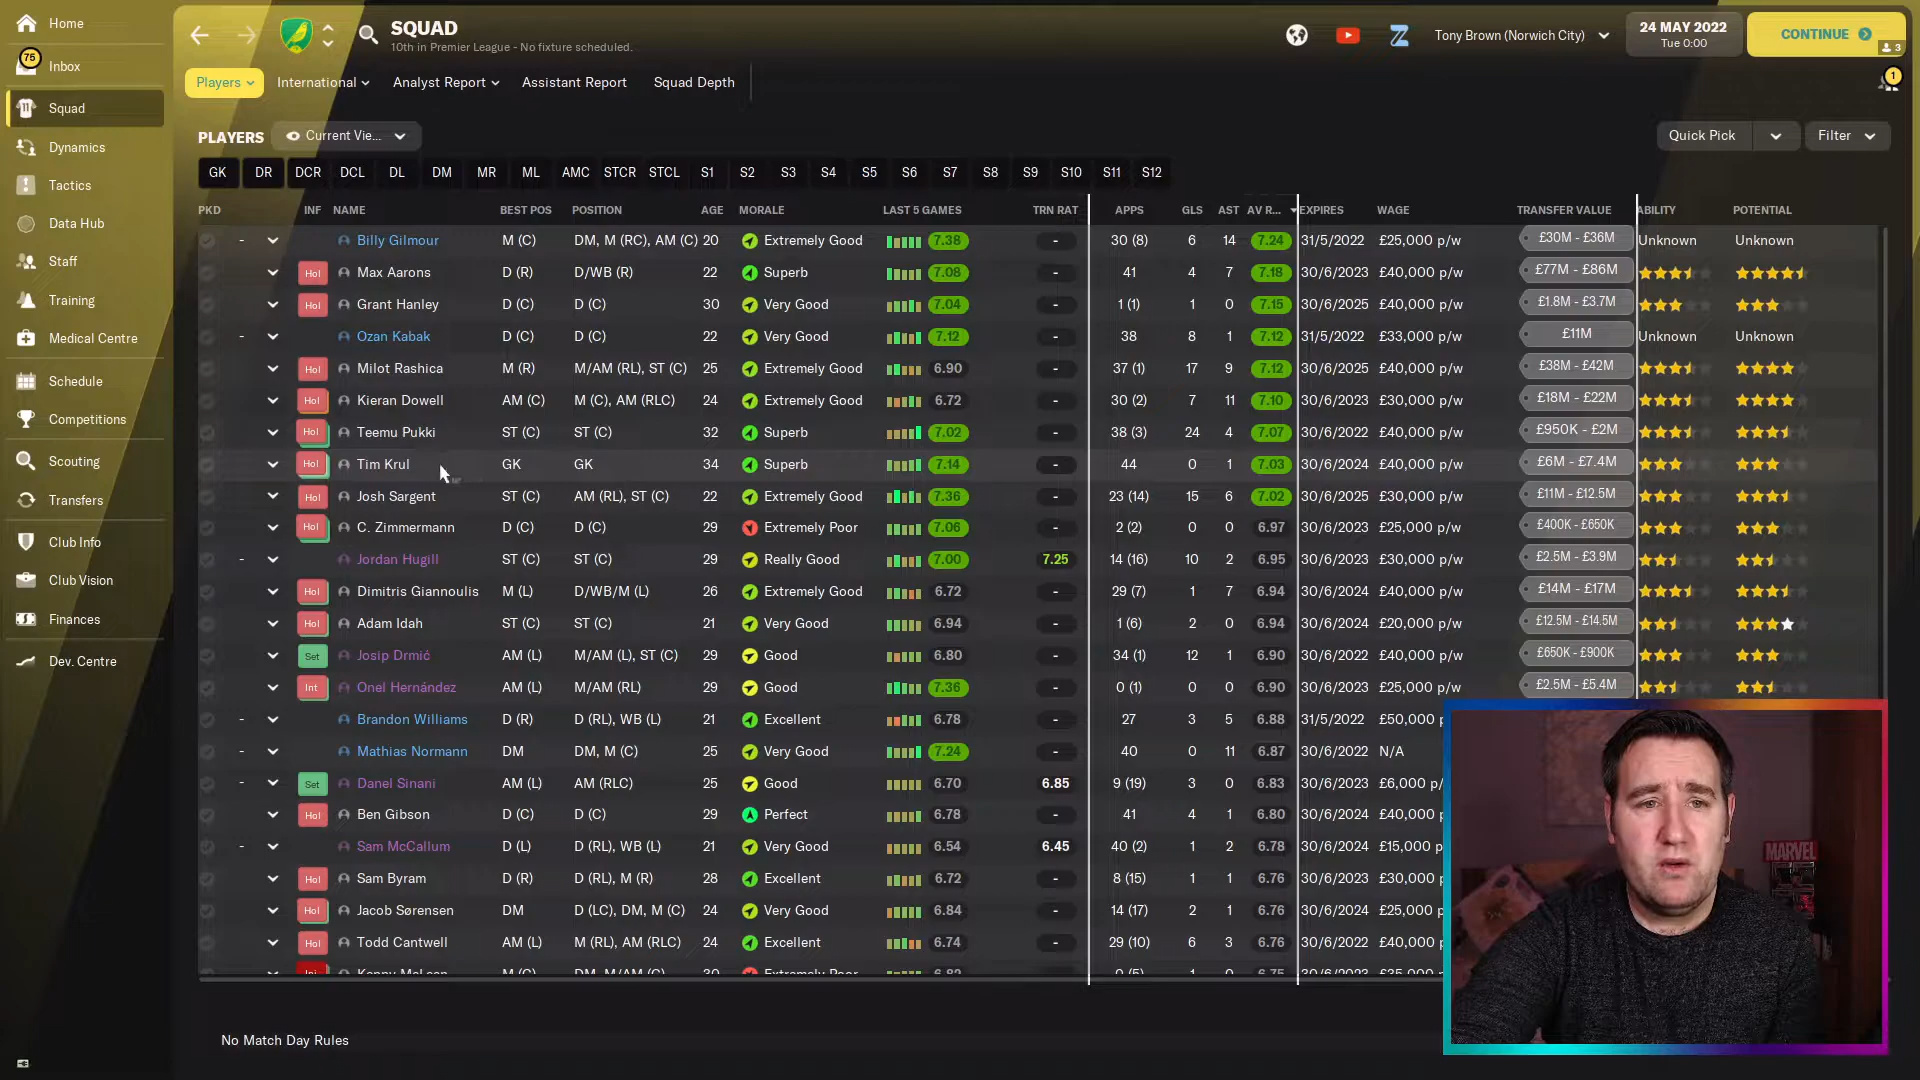 Home
75
Inbox
Squad
Dynamics
Tactics
Data Hub
Staff
Training
Medical Centre
Schedule
Competitions
Scouting
Transfers
Club Info
Club Vision
Finances
Dev. Centre
SQUAD
10th in Premier League - No fixture scheduled.
Tony Brown (Norwich City)
24 MAY 2022
Tue 0:00
CONTINUE
3
1
Players International Analyst Report Assistant Report Squad Depth
PLAYERS Current Vie... Quick Pick Filter
GK DR DCR DCL DL DM MR ML AMC STCR STCL S1 S2 S3 S4 S5 S6 S7 S8 S9 S10 S11 S12
PKD INF NAME BEST POS POSITION AGE MORALE LAST 5 GAMES TRN RAT APPS GLS AST AV R... EXPIRES WAGE TRANSFER VALUE ABILITY POTENTIAL
- Billy Gilmour M (C) DM, M (RC), AM (C) 20 Extremely Good 7.38 - 30 (8) 6 14 7.24 31/5/2022 £25,000 p/w £30M - £36M Unknown Unknown
Hol Max Aarons D (R) D/WB (R) 22 Superb 7.08 - 41 4 7 7.18 30/6/2023 £40,000 p/w £77M - £86M
Hol Grant Hanley D (C) D (C) 30 Very Good 7.04 - 1 (1) 1 0 7.15 30/6/2025 £40,000 p/w £1.8M - £3.7M
- Ozan Kabak D (C) D (C) 22 Very Good 7.12 - 38 8 1 7.12 31/5/2022 £33,000 p/w £11M Unknown Unknown
Hol Milot Rashica M (R) M/AM (RL), ST (C) 25 Extremely Good 6.90 - 37 (1) 17 9 7.12 30/6/2025 £40,000 p/w £38M - £42M
Hol Kieran Dowell AM (C) M (C), AM (RLC) 24 Extremely Good 6.72 - 30 (2) 7 11 7.10 30/6/2023 £30,000 p/w £18M - £22M
Hol Teemu Pukki ST (C) ST (C) 32 Superb 7.02 - 38 (3) 24 4 7.07 30/6/2022 £40,000 p/w £950K - £2M
Hol Tim Krul GK GK 34 Superb 7.14 - 44 0 1 7.03 30/6/2024 £40,000 p/w £6M - £7.4M
Hol Josh Sargent ST (C) AM (RL), ST (C) 22 Extremely Good 7.36 - 23 (14) 15 6 7.02 30/6/2025 £30,000 p/w £11M - £12.5M
Hol C. Zimmermann D (C) D (C) 29 Extremely Poor 7.06 - 2 (2) 0 0 6.97 30/6/2023 £25,000 p/w £400K - £650K
- Jordan Hugill ST (C) ST (C) 29 Really Good 7.00 7.25 14 (16) 10 2 6.95 30/6/2023 £30,000 p/w £2.5M - £3.9M
Hol Dimitris Giannoulis M (L) D/WB/M (L) 26 Extremely Good 6.72 - 29 (7) 1 7 6.94 30/6/2024 £40,000 p/w £14M - £17M
Hol Adam Idah ST (C) ST (C) 21 Very Good 6.94 - 1 (6) 2 0 6.94 30/6/2024 £20,000 p/w £12.5M - £14.5M
Set Josip Drmić AM (L) M/AM (L), ST (C) 29 Good 6.80 - 34 (1) 12 1 6.90 30/6/2022 £40,000 p/w £650K - £900K
Int Onel Hernández AM (L) M/AM (RL) 29 Good 7.36 - 0 (1) 0 0 6.90 30/6/2023 £25,000 p/w £2.5M - £5.4M
- Brandon Williams D (R) D (RL), WB (L) 21 Excellent 6.78 - 27 3 5 6.88 31/5/2022 £50,000 p/w
- Mathias Normann DM DM, M (C) 25 Very Good 7.24 - 40 0 11 6.87 30/6/2022 N/A
Set Danel Sinani AM (L) AM (RLC) 25 Good 6.70 6.85 9 (19) 3 0 6.83 30/6/2023 £6,000 p/w
Hol Ben Gibson D (C) D (C) 29 Perfect 6.78 - 41 4 1 6.80 30/6/2024 £40,000 p/w
- Sam McCallum D (L) D (RL), WB (L) 21 Very Good 6.54 6.45 40 (2) 1 2 6.78 30/6/2024 £15,000 p/w
Hol Sam Byram D (R) D (RL), M (R) 28 Excellent 6.72 - 8 (15) 1 1 6.76 30/6/2023 £30,000 p/
Hol Jacob Sørensen DM D (LC), DM, M (C) 24 Very Good 6.84 - 14 (17) 2 1 6.76 30/6/2024 £25,000 p/
Hol Todd Cantwell AM (L) M (RL), AM (RLC) 24 Excellent 6.74 - 29 (10) 6 3 6.76 30/6/2022 £40,000 p/
Inj Kenny McLean M (C) DM, M/AM (C) 30 Extremely Poor 6.82 - 0 (5) 1 0 6.75 30/6/2023 £35,000 p/
MARVEL
No Match Day Rules